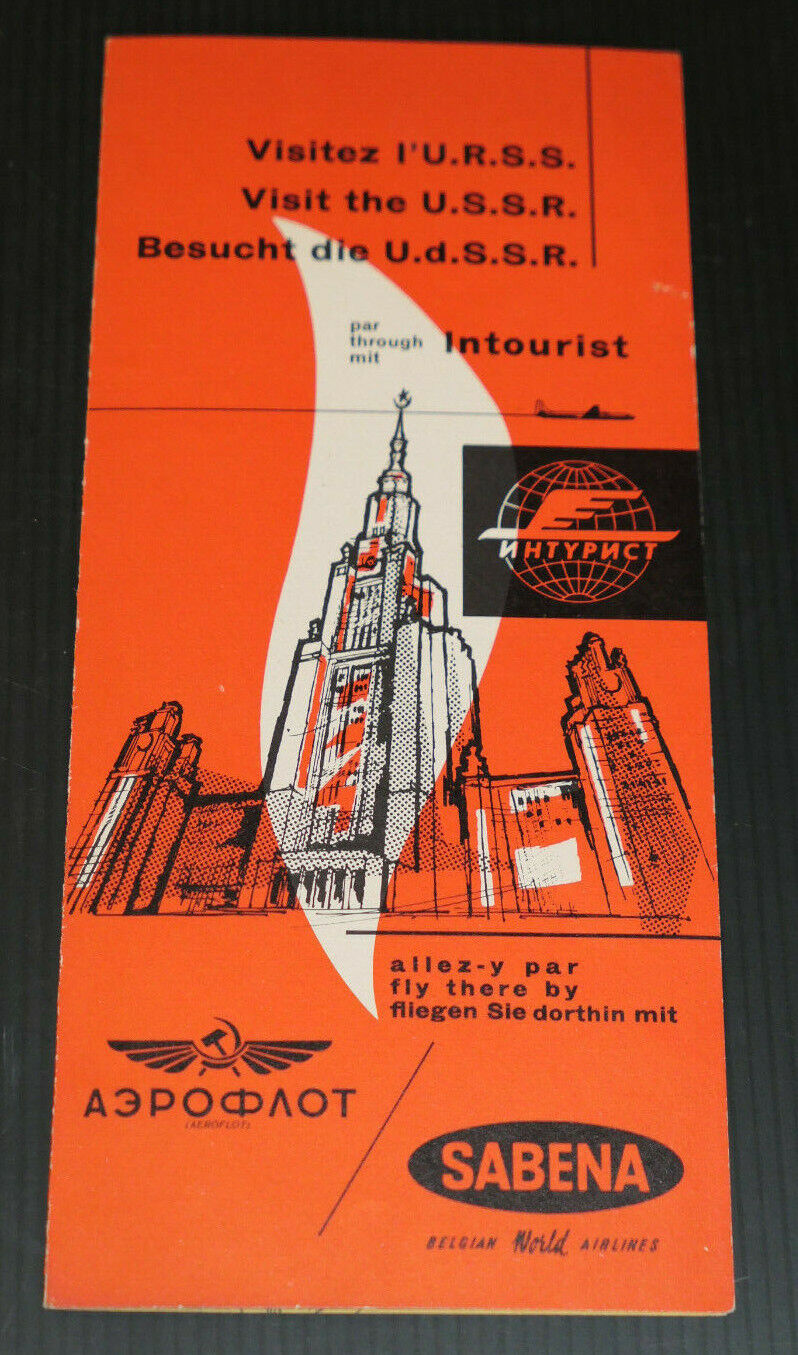 Visitez l'U.R.S.S.
Visit the U.S.S.R.
Besucht die U.d.S.S.R.
par
through
mit
Intourist
ИНТУРИСТ
allez-y par
fly there by
fliegen Sie dorthin mit
АЭРОФЛОТ
(AEROFLOT)
SABENA
BELGIAN World AIRLINES